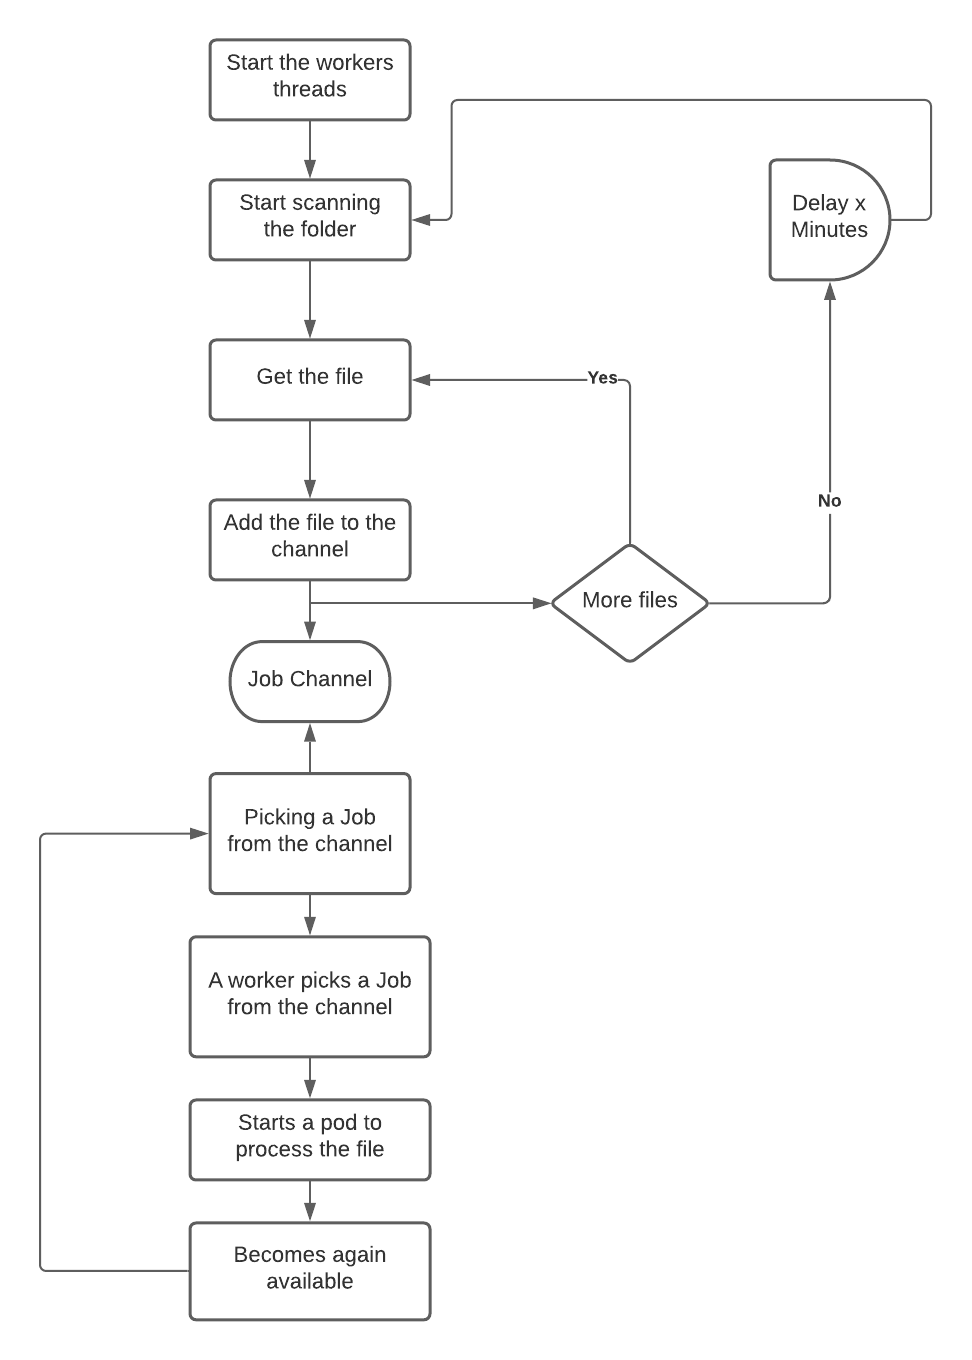 Start the workers
threads
Start scanning
the folder
Delay x
Minutes
Get the file
Yes
No
Add the file to the
channel
More files
Job Channel
Picking a Job
from the channel
A worker picks a Job
from the channel
Starts a pod to
process the file
Becomes again
available